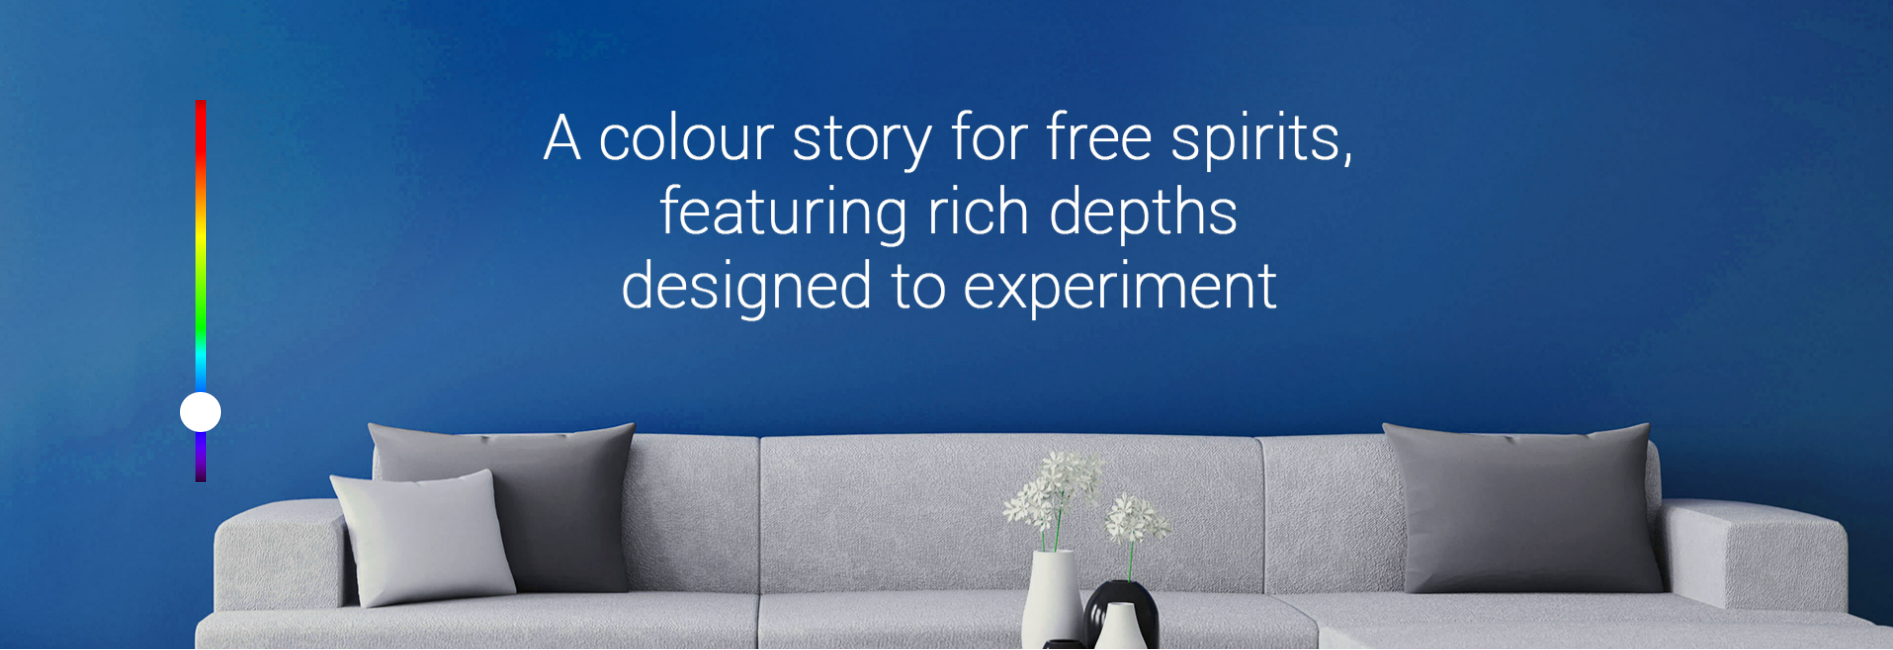 A colour story for free spirits,
featuring rich depths
designed to experiment